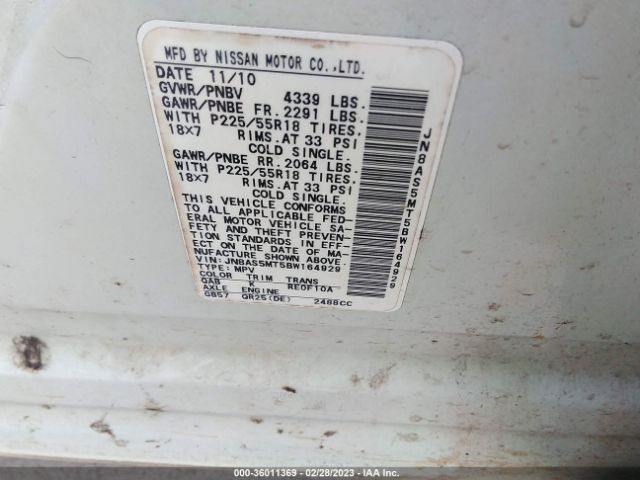 MFD BY NISSAN MOTOR CO.,LTD.
DATE 11/10
GVWR/PNBV 4339 LBS.
GAWR/PNBE FR. 2291 LBS.
WITH P225/55R18 TIRES.
18X7 RIMS.AT 33 PSI
COLD SINGLE.
GAWR/PNBE RR. 2064 LBS.
WITH P225/55R18 TIRES.
18X7 RIMS.AT 33 PSI
COLD SINGLE.
THIS VEHICLE CONFORMS
TO ALL APPLICABLE FED-
ERAL MOTOR VEHICLE SA-
FETY AND THEFT PREVEN-
TION STANDARDS IN EFF-
ECT ON THE DATE OF MA-
NUFACTURE SHOWN ABOVE.
VIN: JN8AS5MT5BW164929
TYPE: MPV
COLOR TRIM TRANS
QAB K RE0F10A
AXLE ENGINE
GB57 QR25(DE) 2488CC
JN8AS5MT5BW164929
000-36011369 | 02/28/2023 - IAA Inc.